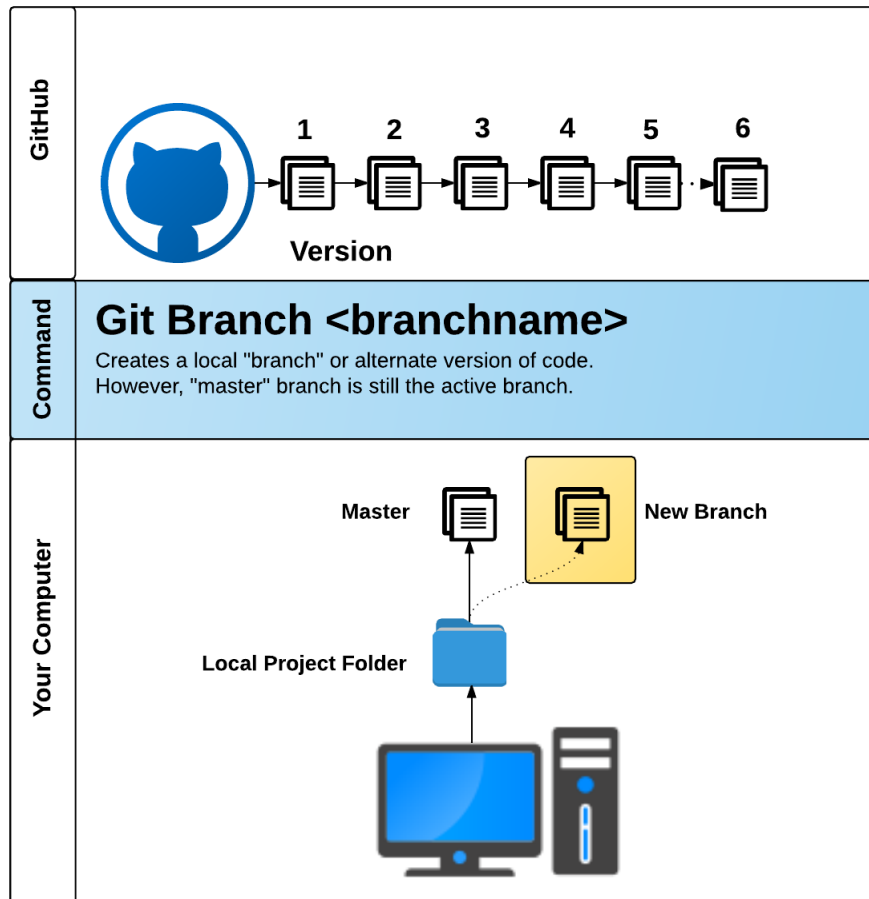 GitHub
1 2 3 4 5 6
Version
Command
Git Branch <branchname>
Creates a local "branch" or alternate version of code.
However, "master" branch is still the active branch.
Your Computer
Master
New Branch
Local Project Folder